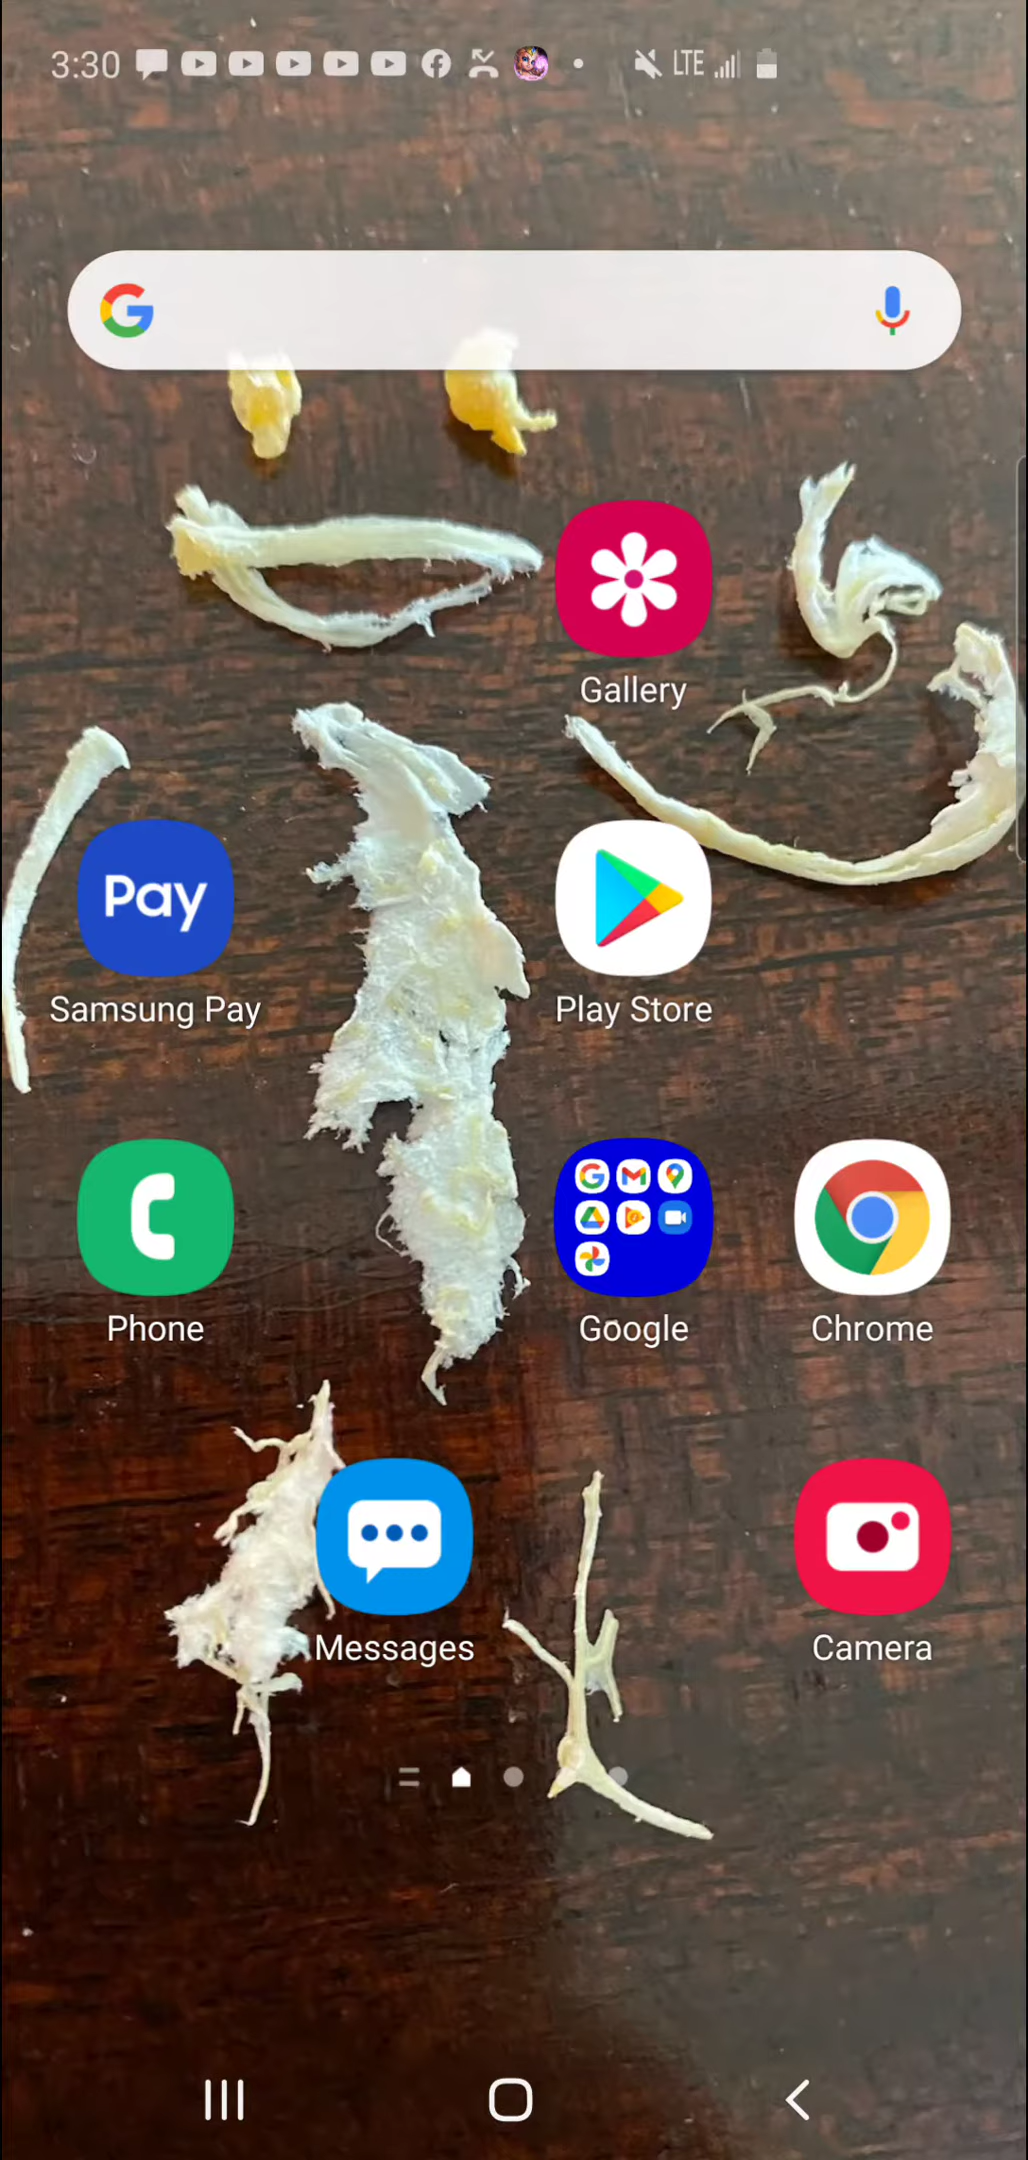 3:30 LTE
Gallery
Pay
Samsung Pay
Play Store
Phone
Google
Chrome
Messages
Camera